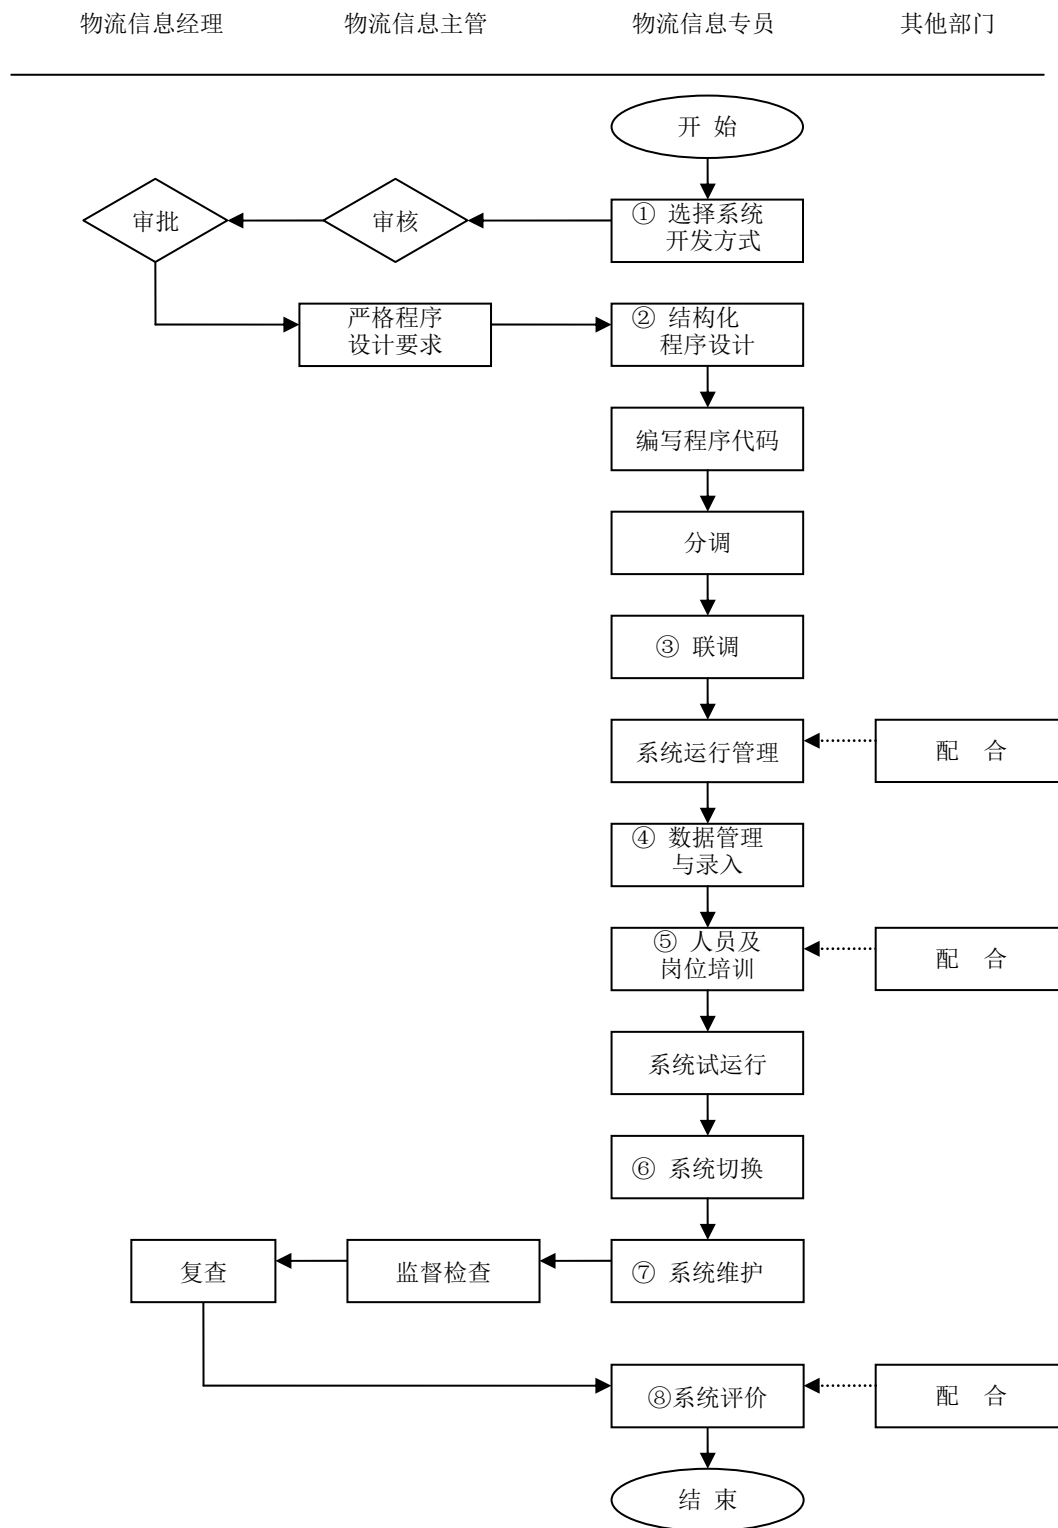 物流信息经理
物流信息主管
物流信息专员
其他部门
开 始
① 选择系统
开发方式
审核
审批
严格程序
设计要求
② 结构化
程序设计
编写程序代码
分调
③ 联调
系统运行管理
配 合
④ 数据管理
与录入
⑤ 人员及
岗位培训
配 合
系统试运行
⑥ 系统切换
⑦ 系统维护
监督检查
复查
⑧系统评价
配 合
结 束